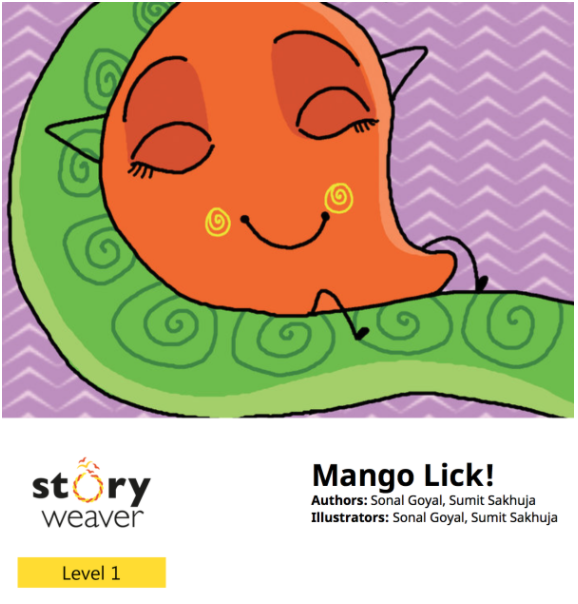 story
weaver
Level 1
Mango Lick!
Authors: Sonal Goyal, Sumit Sakhuja
Illustrators: Sonal Goyal, Sumit Sakhuja